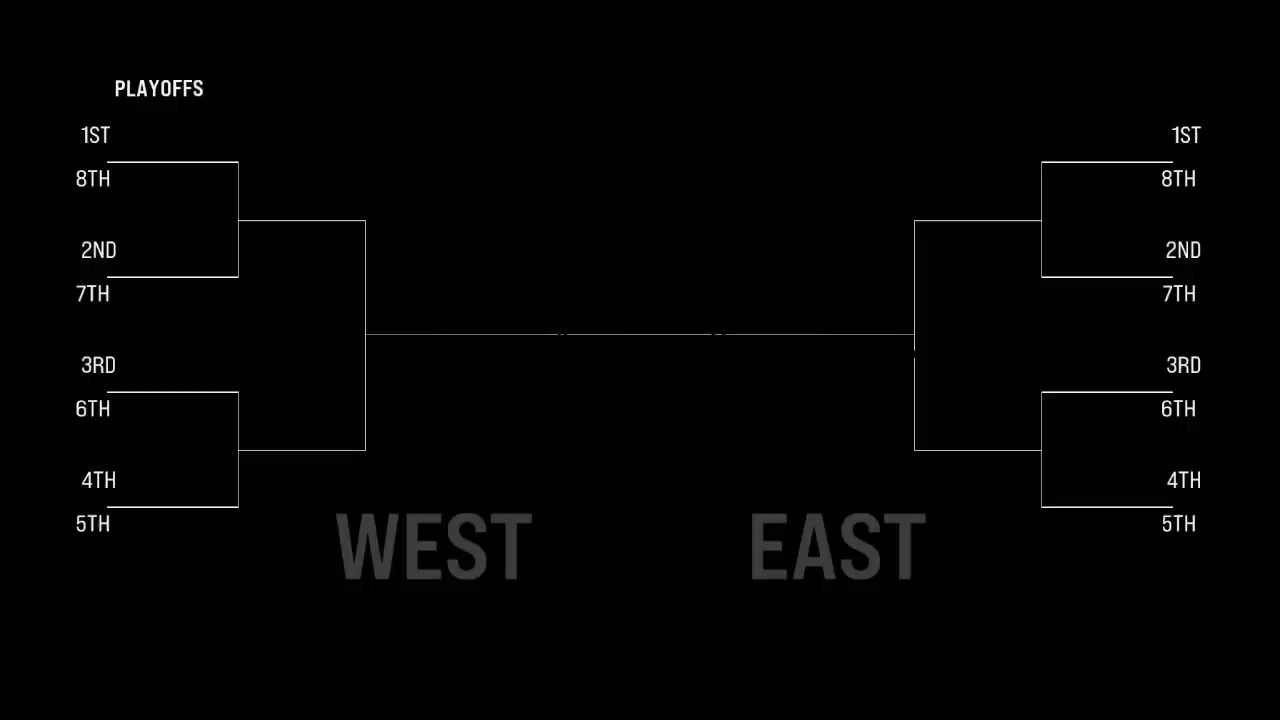 PLAYOFFS
1ST
8TH
2ND
7TH
3RD
6TH
4TH
5TH
WEST
1ST
8TH
2ND
7TH
3RD
6TH
4TH
5TH
EAST